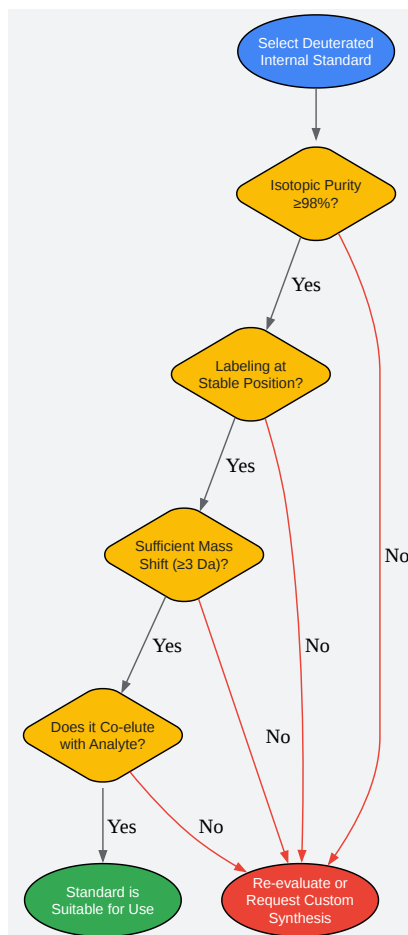 Select Deuterated
Internal Standard
Isotopic Purity
≥98%?
Yes
Labeling at
Stable Position?
Yes
No
Sufficient Mass
Shift (≥3 Da)?
Yes
No
Does it Co-elute
with Analyte?
No
Yes
No
Standard is
Suitable for Use
Re-evaluate or
Request Custom
Synthesis